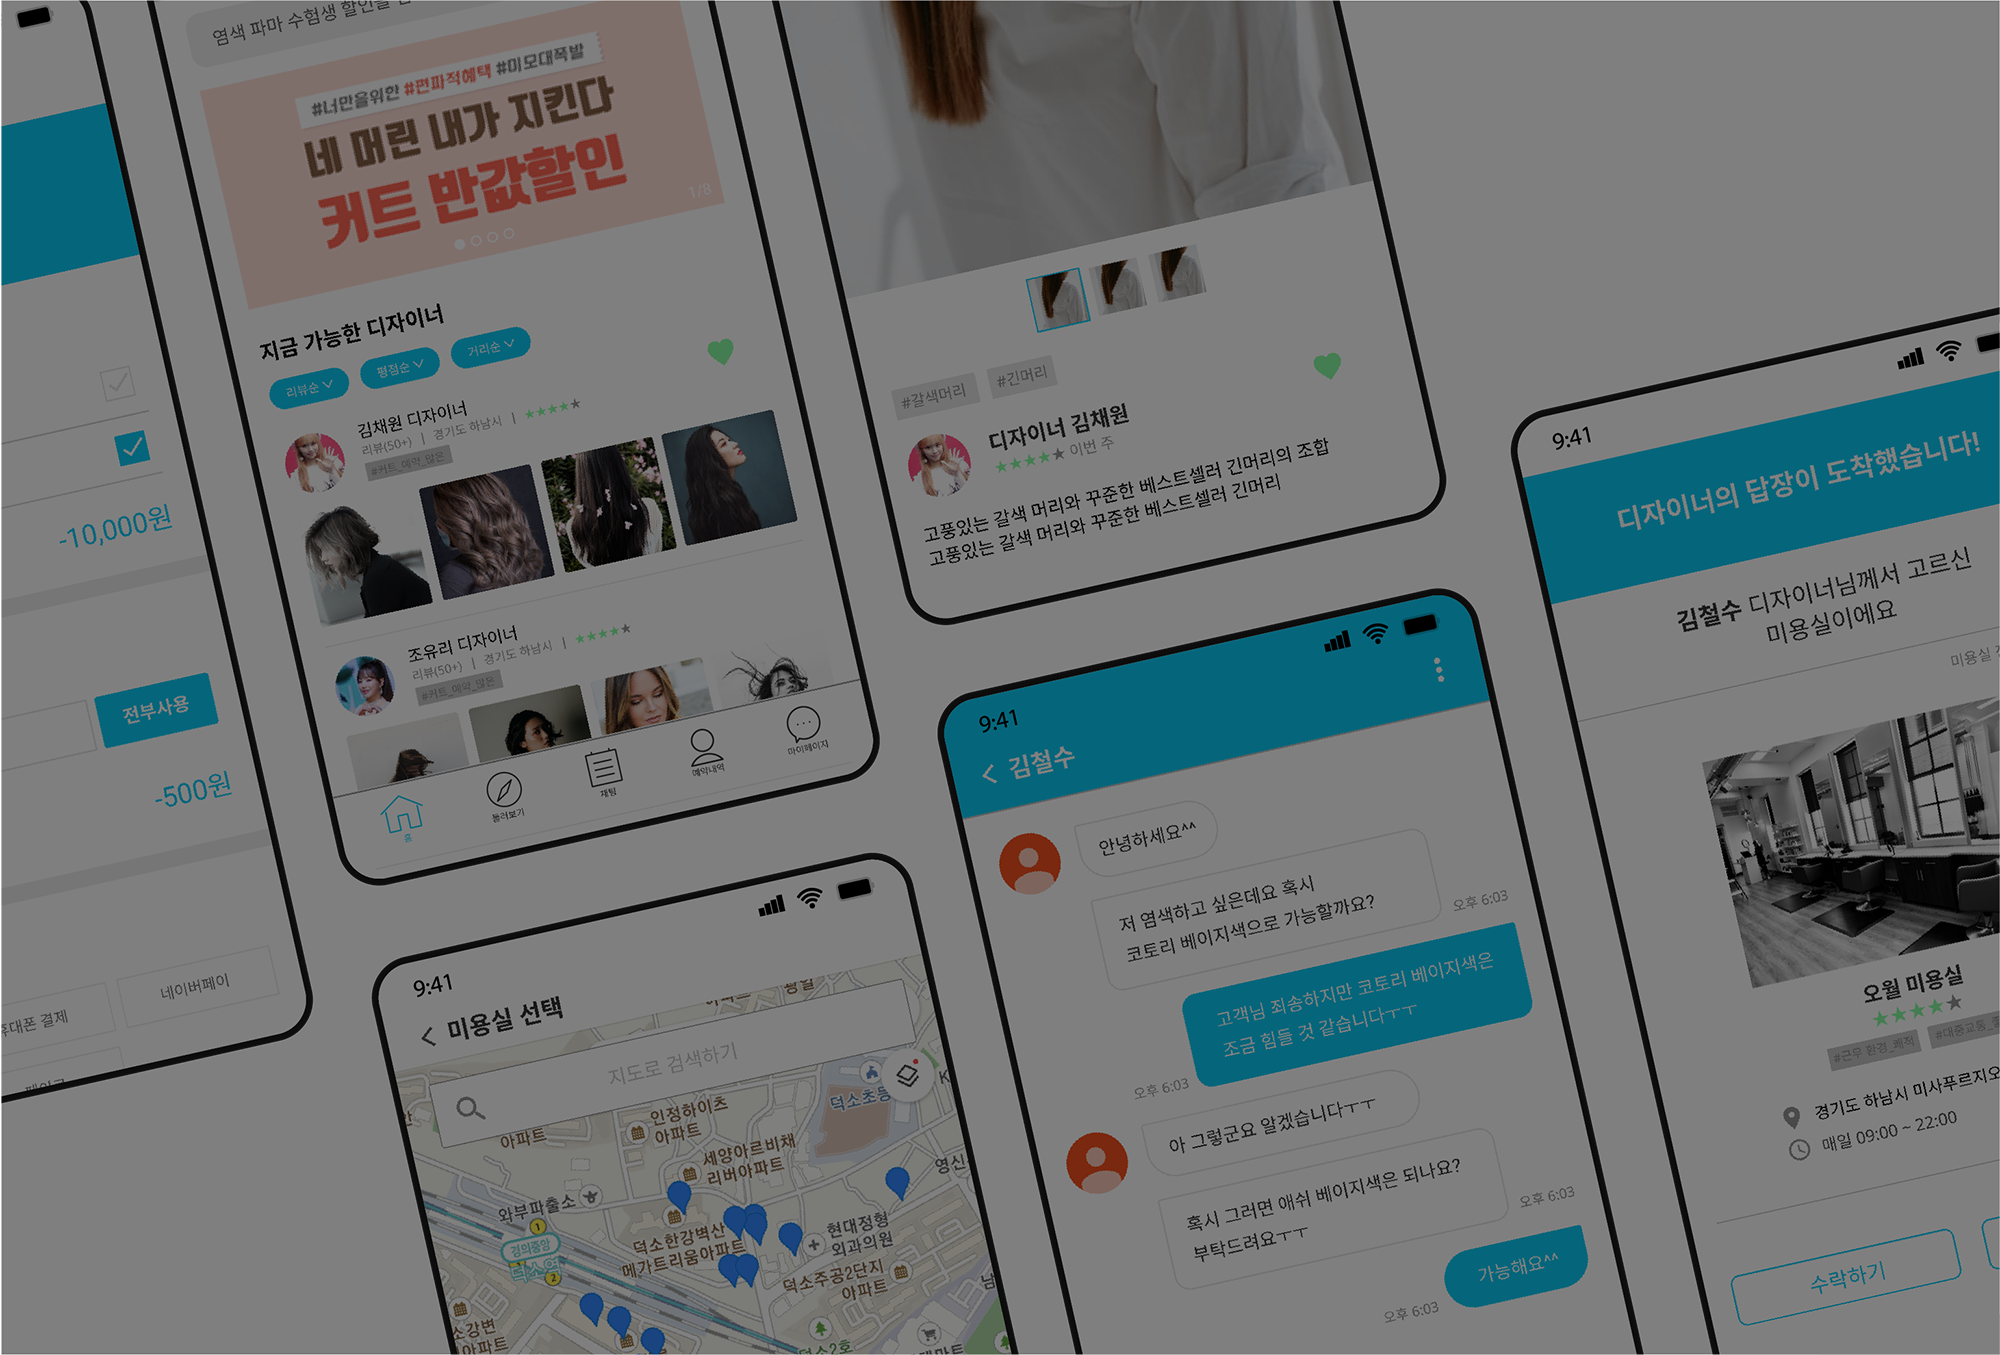 -10,000원
전부사용
-500원
네이버페이
휴대폰 결제
염색 파마 수험생 할인을
#너만을위한 #편파적혜택 #미모대폭발
네 머린 내가 지킨다
커트 반값할인
1/8
지금 가능한 디자이너
리뷰순
평점순
거리순
김채원 디자이너
리뷰(50+) | 경기도 하남시 | ★★★★★
#커트_예약_많은
조유리 디자이너
리뷰(50+) | 경기도 하남시 | ★★★★★
#커트_예약_많은
홈
둘러보기
채팅
예약내역
마이페이지
#갈색머리
#긴머리
디자이너 김채원
★★★★★ 이번 주
고풍있는 갈색 머리와 꾸준한 베스트셀러 긴머리의 조합
고풍있는 갈색 머리와 꾸준한 베스트셀러 긴머리
9:41
미용실 선택
지도로 검색하기
아파트
인정하이츠
아파트
덕소초등
세양아르비채
리버아파트
영신
와부파출소
1
경의중앙
덕소역
2
덕소한강벽산
메가트리움아파트
현대정형
외과의원
덕소주공2단지
아파트
소강변
아파트
덕소2호
9:41
김철수
안녕하세요^^
저 염색하고 싶은데요 혹시
코토리 베이지색으로 가능할까요?
오후 6:03
고객님 죄송하지만 코토리 베이지색은
조금 힘들 것 같습니다ㅜㅜ
오후 6:03
아 그렇군요 알겠습니다ㅜㅜ
혹시 그러면 애쉬 베이지색은 되나요?
부탁드려요ㅜㅜ
오후 6:03
가능해요^^
오후 6:03
9:41
디자이너의 답장이 도착했습니다!
김철수 디자이너님께서 고르신
미용실이에요
미용실
오월 미용실
★★★★★
#근무 환경_쾌적
#대중교통_
경기도 하남시 미사푸르지오
매일 09:00 ~ 22:00
수락하기